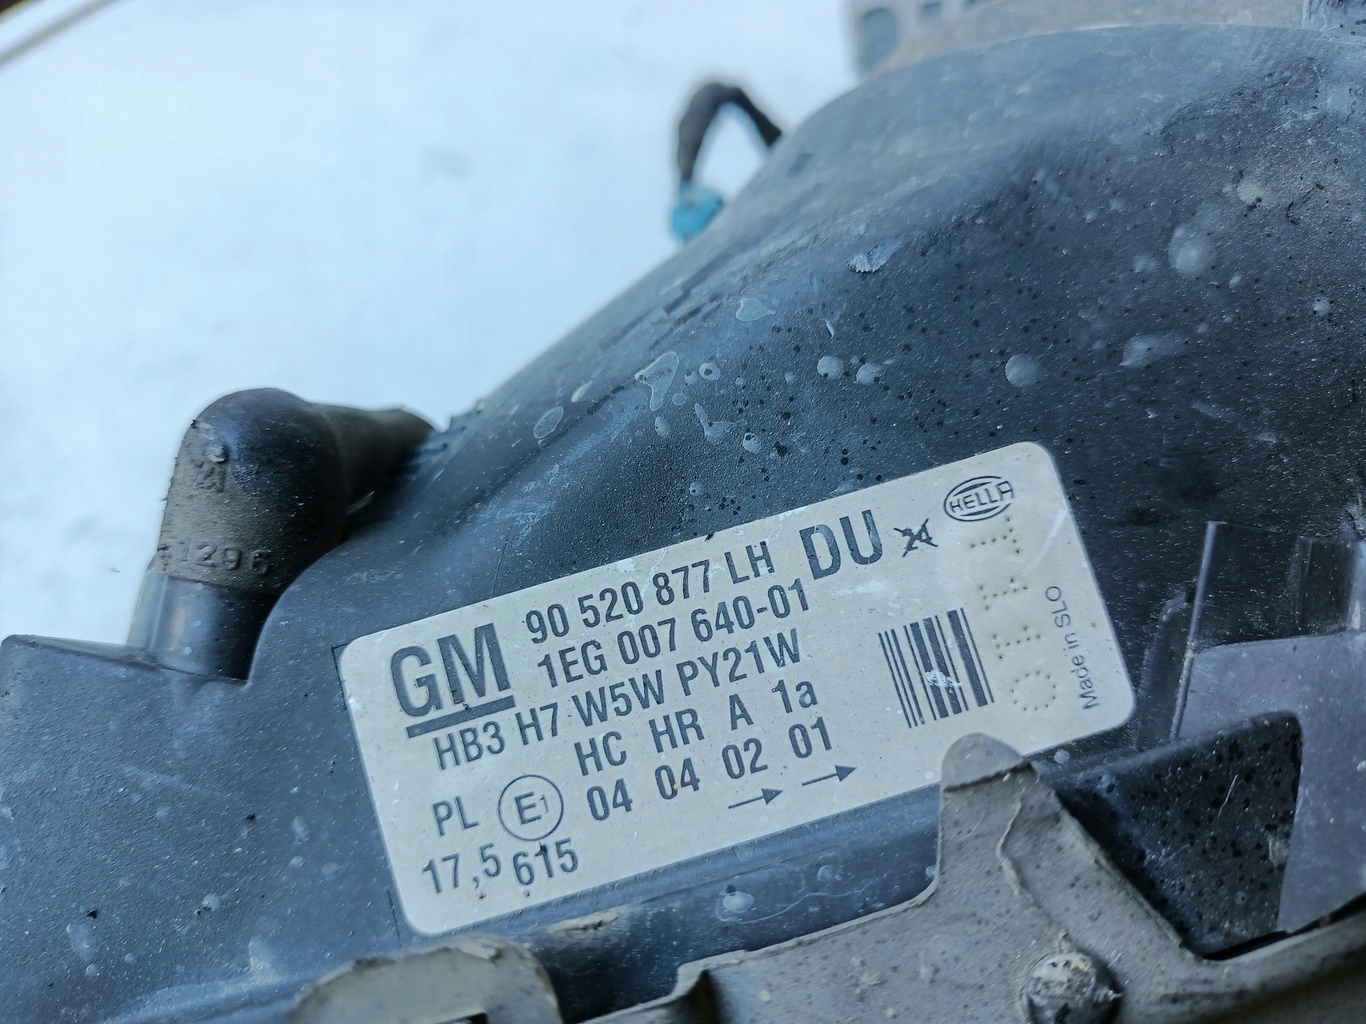 GM
90 520 877 LH DU
HELLA
1EG 007 640-01
HB3 H7 W5W PY21W
HC HR A 1a
PL E1 04 04 02 01
→ →
17,5 615
Made in SLO
1296